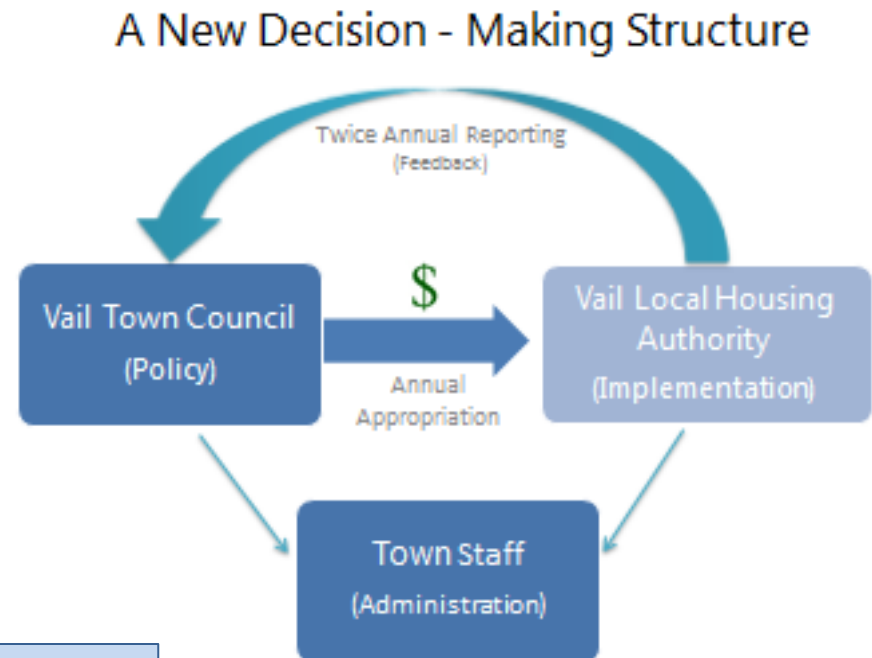 A New Decision - Making Structure
Twice Annual Reporting
(Feedback)
$
Vail Town Council
(Policy)
Annual
Appropriation
Vail Local Housing
Authority
(Implementation)
Town Staff
(Administration)